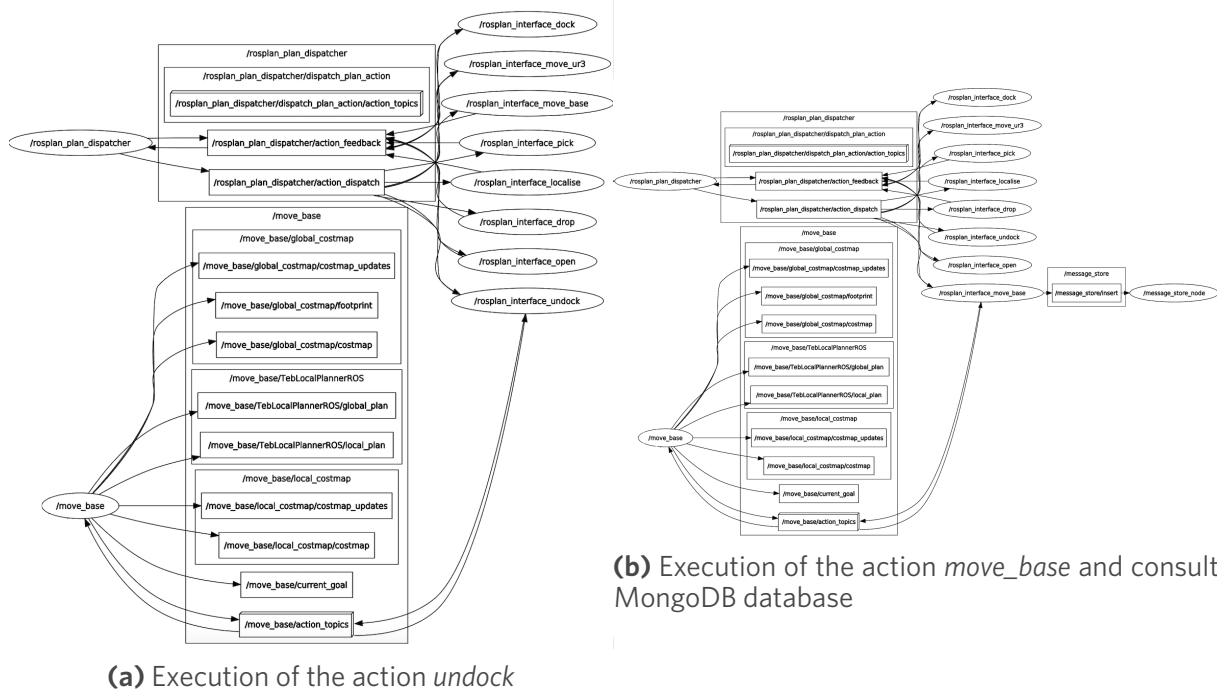 /rosplan_interface_dock
/rosplan_plan_dispatcher
/rosplan_interface_move_ur3
/rosplan_plan_dispatcher/dispatch_plan_action
/rosplan_plan_dispatcher/dispatch_plan_action/action_topics
/rosplan_interface_move_base
/rosplan_plan_dispatcher
/rosplan_plan_dispatcher/action_feedback
/rosplan_interface_pick
/rosplan_plan_dispatcher/action_dispatch
/rosplan_interface_localise
/move_base
/rosplan_interface_drop
/move_base/global_costmap
/move_base/global_costmap/costmap_updates
/rosplan_interface_open
/move_base/global_costmap/footprint
/rosplan_interface_undock
/move_base/global_costmap/costmap
/move_base/TebLocalPlannerROS
/move_base/TebLocalPlannerROS/global_plan
/move_base/TebLocalPlannerROS/local_plan
/move_base/local_costmap
/move_base
/move_base/local_costmap/costmap_updates
/move_base/local_costmap/costmap
/move_base/current_goal
/move_base/action_topics
(a) Execution of the action undock
/rosplan_interface_dock
/rosplan_plan_dispatcher
/rosplan_interface_move_ur3
/rosplan_plan_dispatcher/dispatch_plan_action
/rosplan_plan_dispatcher/dispatch_plan_action/action_topics
/rosplan_interface_pick
/rosplan_plan_dispatcher
/rosplan_plan_dispatcher/action_feedback
/rosplan_interface_localise
/rosplan_plan_dispatcher/action_dispatch
/rosplan_interface_drop
/move_base
/rosplan_interface_undock
/move_base/global_costmap
/move_base/global_costmap/costmap_updates
/rosplan_interface_open
/message_store
/move_base/global_costmap/footprint
/rosplan_interface_move_base
/message_store/insert
/message_store_node
/move_base/global_costmap/costmap
/move_base/TebLocalPlannerROS
/move_base/TebLocalPlannerROS/global_plan
/move_base/TebLocalPlannerROS/local_plan
/move_base/local_costmap
/move_base
/move_base/local_costmap/costmap_updates
/move_base/local_costmap/costmap
/move_base/current_goal
/move_base/action_topics
(b) Execution of the action move_base and consult
MongoDB database